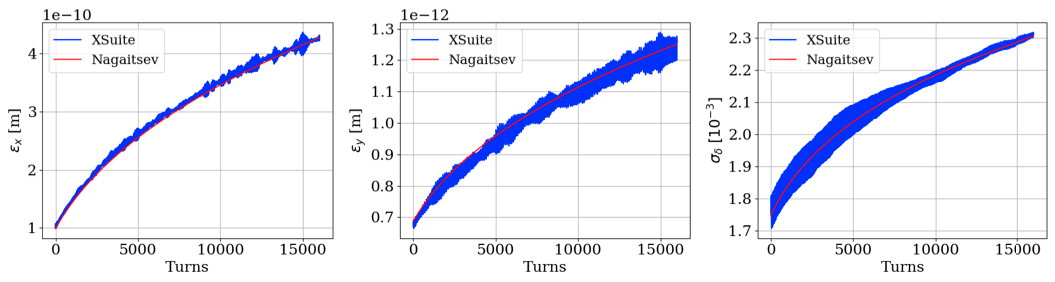 1e−10
XSuite
Nagaitsev
4
3
2
1
εx [m]
0 5000 10000 15000
Turns
1e−12
XSuite
Nagaitsev
1.3
1.2
1.1
1.0
0.9
0.8
0.7
εy [m]
0 5000 10000 15000
Turns
XSuite
Nagaitsev
2.3
2.2
2.1
2.0
1.9
1.8
1.7
σδ [10⁻³]
0 5000 10000 15000
Turns